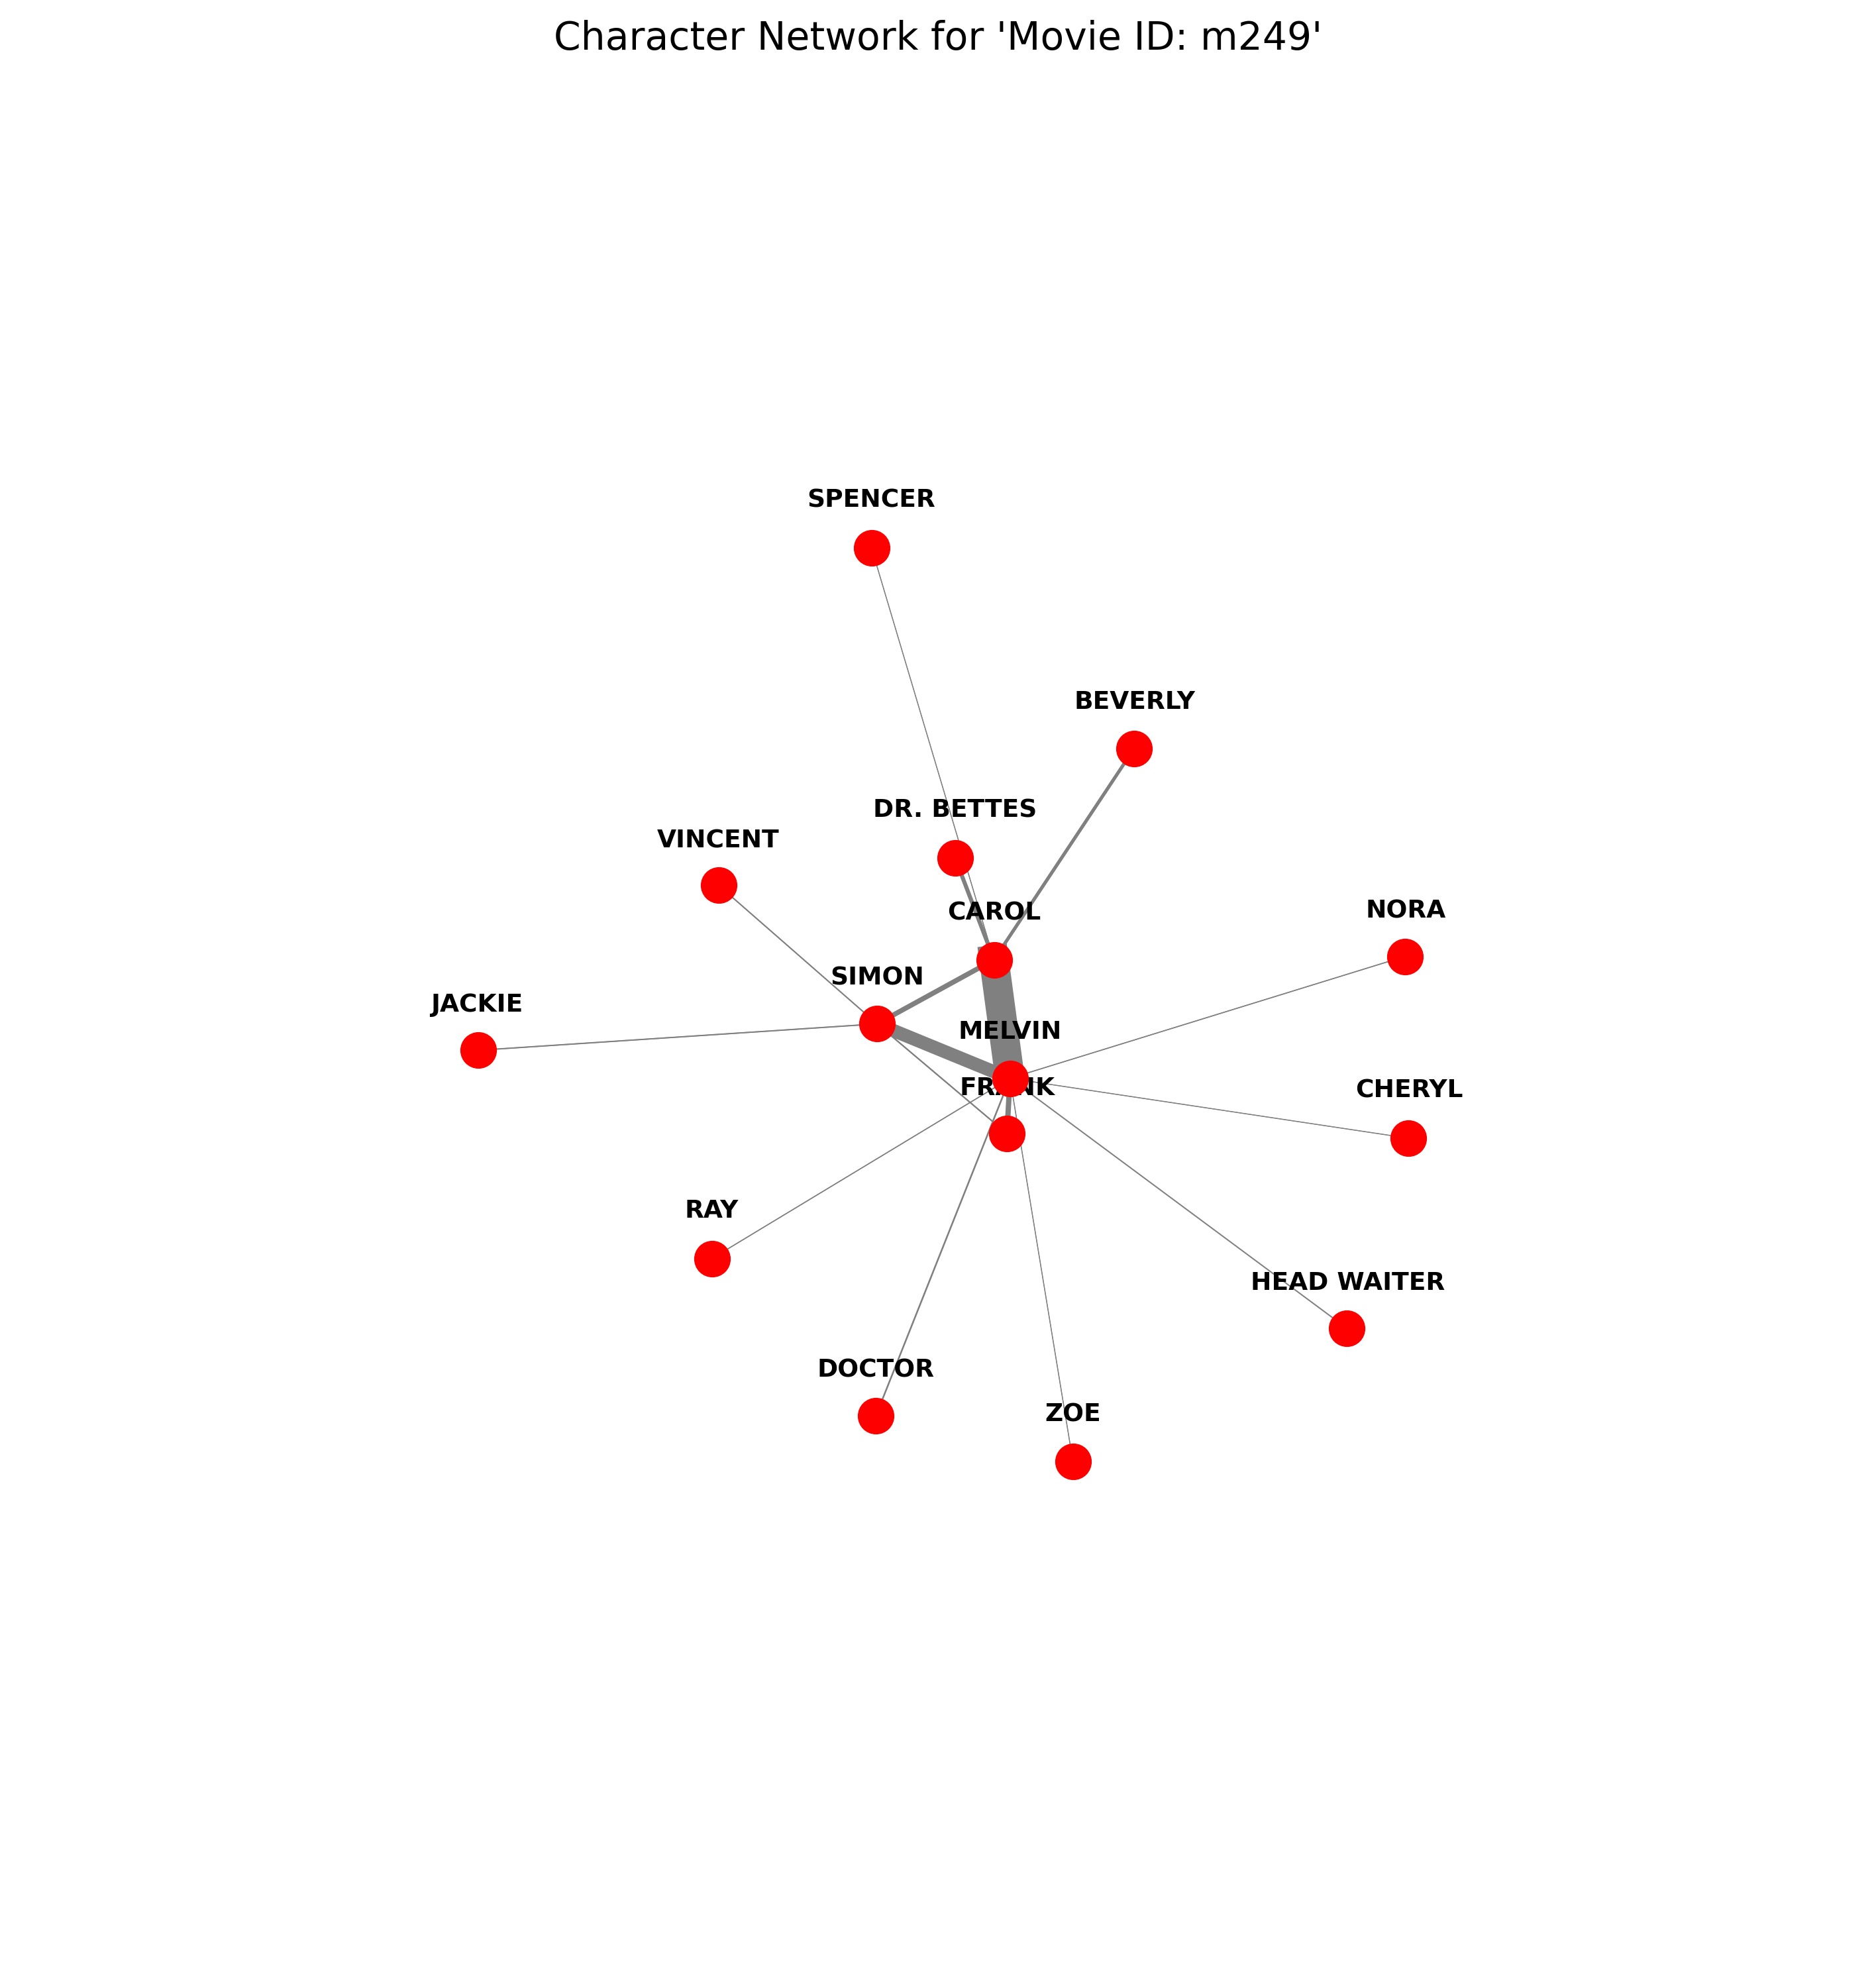 Character Network for 'Movie ID: m249'
SPENCER
BEVERLY
DR. BETTES
VINCENT
NORA
CAROL
SIMON
JACKIE
MELVIN
FRANK
CHERYL
RAY
HEAD WAITER
DOCTOR
ZOE